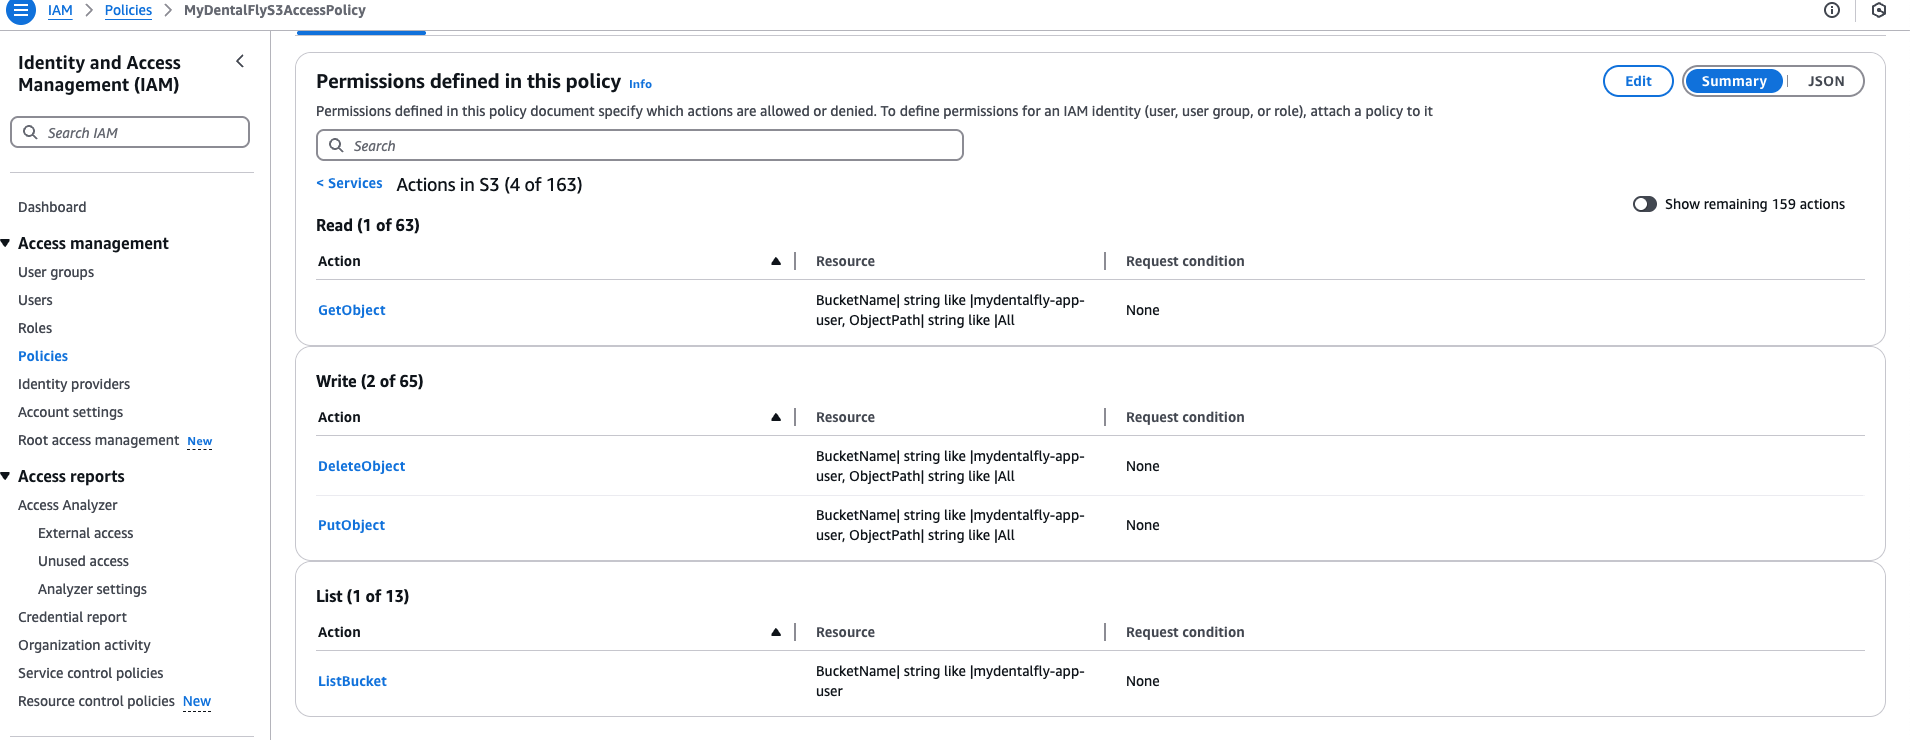 IAM > Policies > MyDentalFlyS3AccessPolicy
Identity and Access
Management (IAM)
Search IAM
Dashboard
Access management
User groups
Users
Roles
Policies
Identity providers
Account settings
Root access management New
Access reports
Access Analyzer
External access
Unused access
Analyzer settings
Credential report
Organization activity
Service control policies
Resource control policies New
Permissions defined in this policy Info
Edit
Summary
JSON
Permissions defined in this policy document specify which actions are allowed or denied. To define permissions for an IAM identity (user, user group, or role), attach a policy to it
Search
< Services Actions in S3 (4 of 163)
Show remaining 159 actions
Read (1 of 63)
Action Resource Request condition
GetObject
BucketName| string like |mydentalfly-app-
user, ObjectPath| string like |All
None
Write (2 of 65)
Action Resource Request condition
DeleteObject
BucketName| string like |mydentalfly-app-
user, ObjectPath| string like |All
None
PutObject
BucketName| string like |mydentalfly-app-
user, ObjectPath| string like |All
None
List (1 of 13)
Action Resource Request condition
ListBucket
BucketName| string like |mydentalfly-app-
user
None